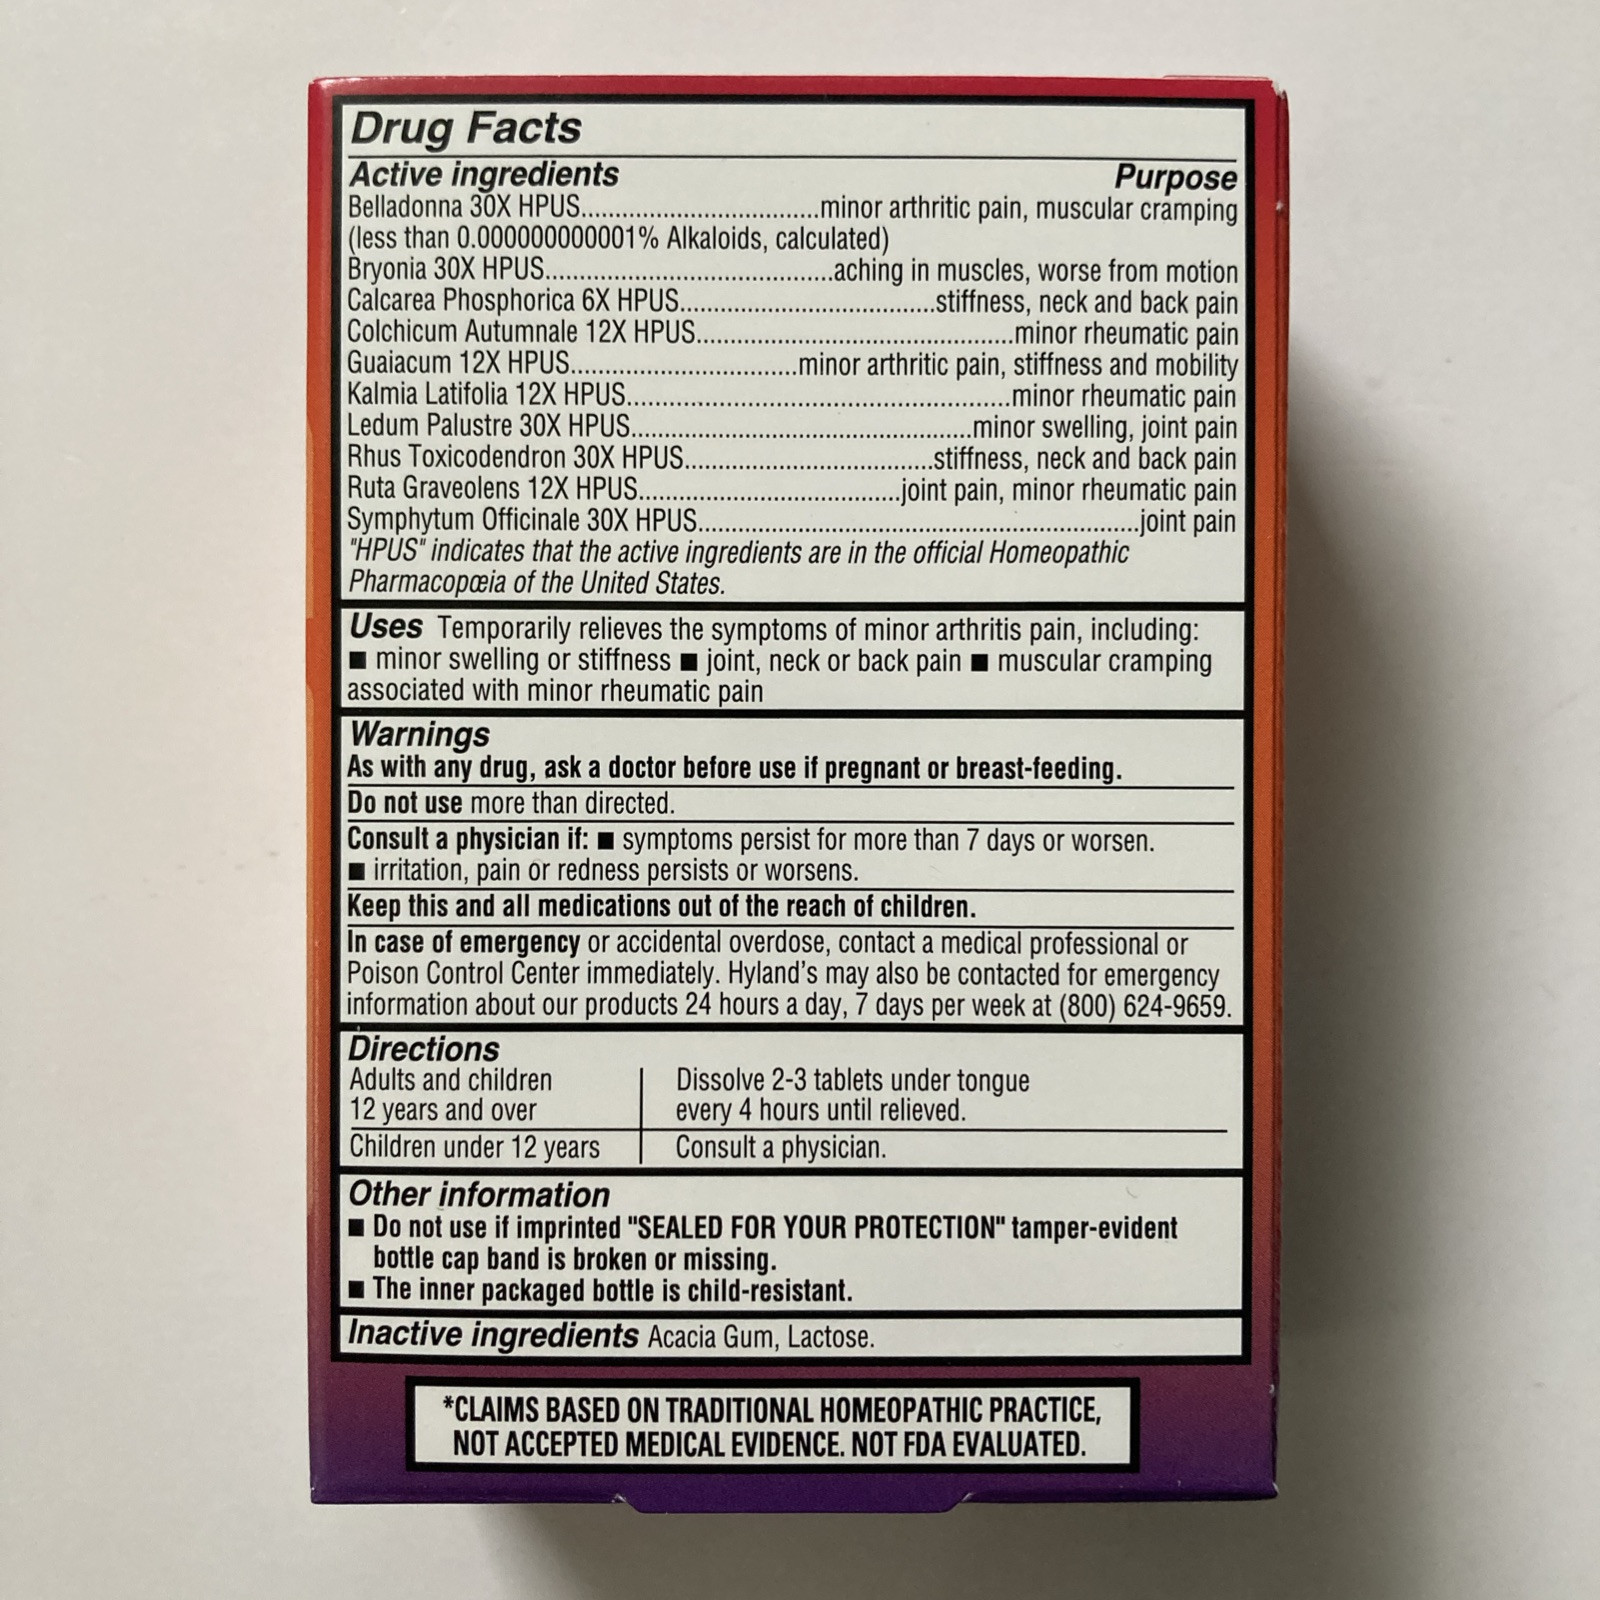 Drug Facts
Active ingredients Purpose
Belladonna 30X HPUS...................................minor arthritic pain, muscular cramping
(less than 0.000000000001% Alkaloids, calculated)
Bryonia 30X HPUS..........................................aching in muscles, worse from motion
Calcarea Phosphorica 6X HPUS.....................................stiffness, neck and back pain
Colchicum Autumnale 12X HPUS..............................................minor rheumatic pain
Guaiacum 12X HPUS.................................minor arthritic pain, stiffness and mobility
Kalmia Latifolia 12X HPUS........................................................minor rheumatic pain
Ledum Palustre 30X HPUS.................................................minor swelling, joint pain
Rhus Toxicodendron 30X HPUS....................................stiffness, neck and back pain
Ruta Graveolens 12X HPUS......................................joint pain, minor rheumatic pain
Symphytum Officinale 30X HPUS................................................................joint pain
"HPUS" indicates that the active ingredients are in the official Homeopathic
Pharmacopœia of the United States.
Uses Temporarily relieves the symptoms of minor arthritis pain, including:
■ minor swelling or stiffness ■ joint, neck or back pain ■ muscular cramping
associated with minor rheumatic pain
Warnings
As with any drug, ask a doctor before use if pregnant or breast-feeding.
Do not use more than directed.
Consult a physician if: ■ symptoms persist for more than 7 days or worsen.
■ irritation, pain or redness persists or worsens.
Keep this and all medications out of the reach of children.
In case of emergency or accidental overdose, contact a medical professional or
Poison Control Center immediately. Hyland's may also be contacted for emergency
information about our products 24 hours a day, 7 days per week at (800) 624-9659.
Directions
Adults and children Dissolve 2-3 tablets under tongue
12 years and over every 4 hours until relieved.
Children under 12 years Consult a physician.
Other information
■ Do not use if imprinted "SEALED FOR YOUR PROTECTION" tamper-evident
bottle cap band is broken or missing.
■ The inner packaged bottle is child-resistant.
Inactive ingredients Acacia Gum, Lactose.
*CLAIMS BASED ON TRADITIONAL HOMEOPATHIC PRACTICE,
NOT ACCEPTED MEDICAL EVIDENCE. NOT FDA EVALUATED.